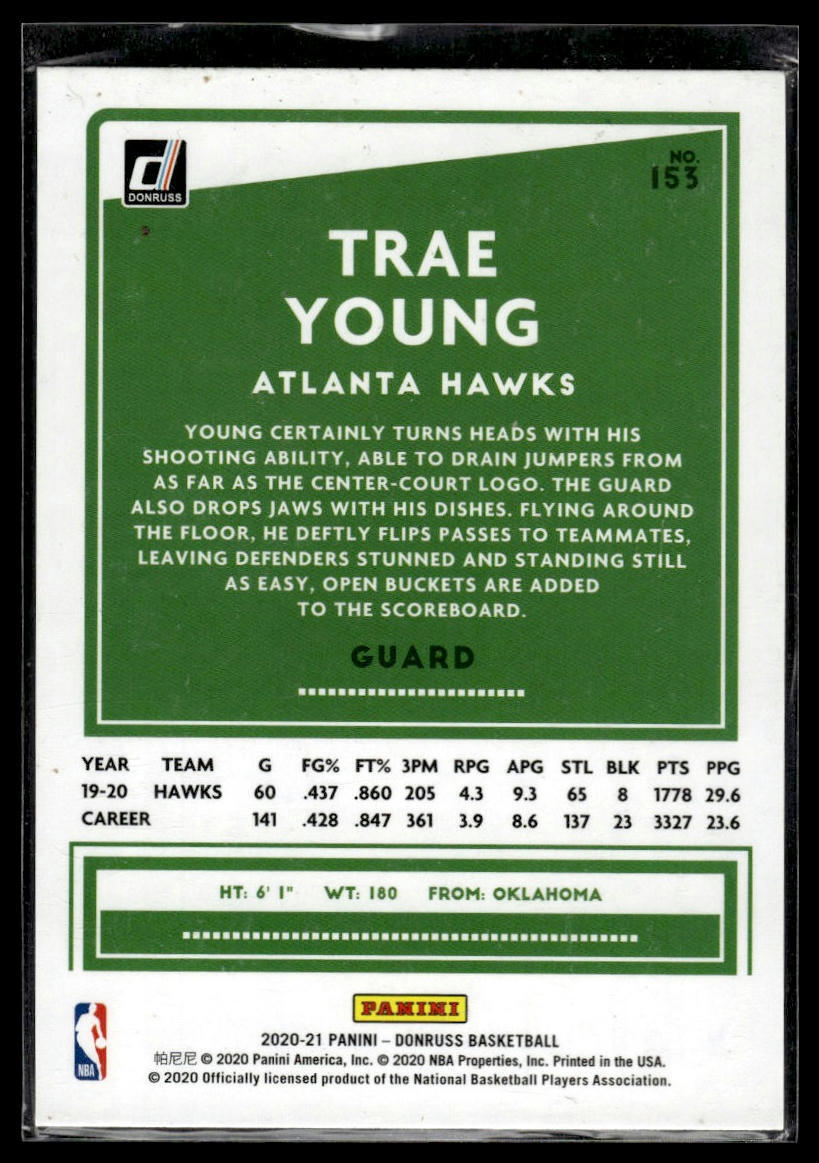 DONRUSS
NO.
153
TRAE
YOUNG
ATLANTA HAWKS
YOUNG CERTAINLY TURNS HEADS WITH HIS
SHOOTING ABILITY, ABLE TO DRAIN JUMPERS FROM
AS FAR AS THE CENTER-COURT LOGO. THE GUARD
ALSO DROPS JAWS WITH HIS DISHES. FLYING AROUND
THE FLOOR, HE DEFTLY FLIPS PASSES TO TEAMMATES,
LEAVING DEFENDERS STUNNED AND STANDING STILL
AS EASY, OPEN BUCKETS ARE ADDED
TO THE SCOREBOARD.
GUARD
YEAR TEAM G FG% FT% 3PM RPG APG STL BLK PTS PPG
19-20 HAWKS 60 .437 .860 205 4.3 9.3 65 8 1778 29.6
CAREER 141 .428 .847 361 3.9 8.6 137 23 3327 23.6
HT: 6' 1" WT: 180 FROM: OKLAHOMA
PANINI
NBA
2020-21 PANINI – DONRUSS BASKETBALL
帕尼尼 © 2020 Panini America, Inc. © 2020 NBA Properties, Inc. Printed in the USA.
© 2020 Officially licensed product of the National Basketball Players Association.